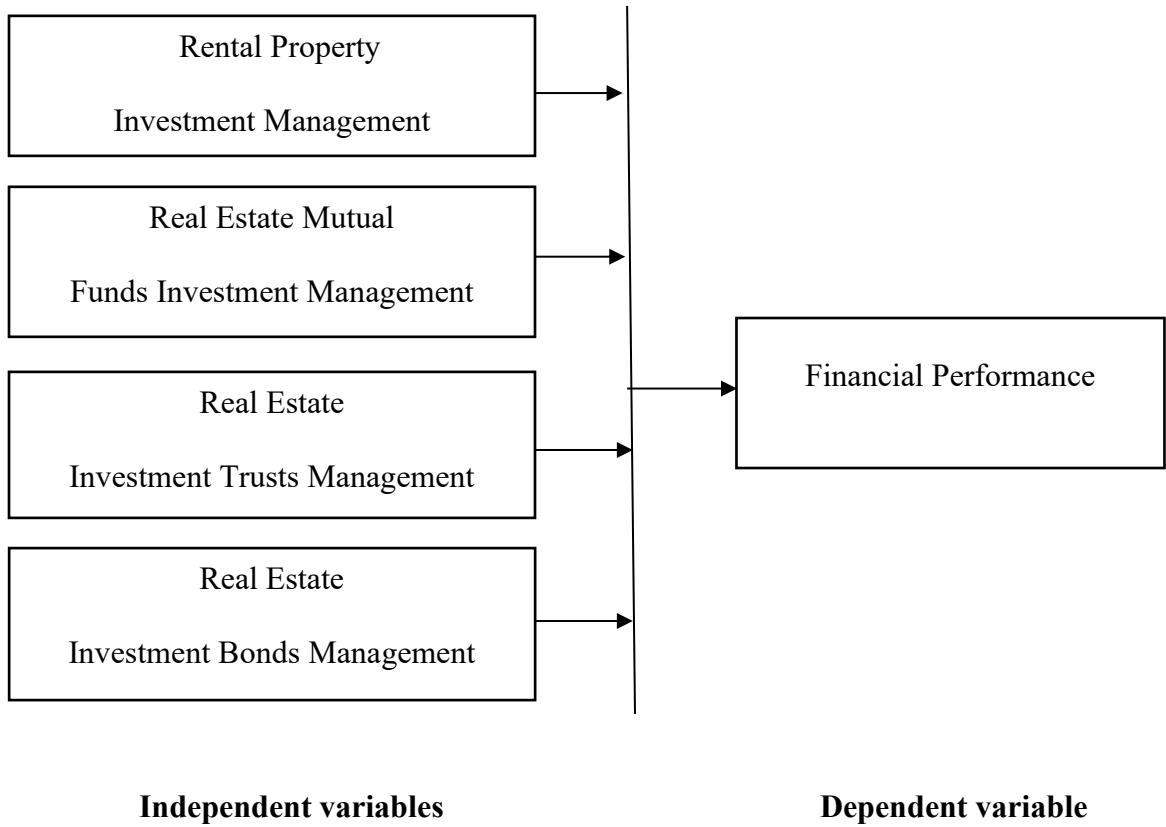 Rental Property
Investment Management
Real Estate Mutual
Funds Investment Management
Real Estate
Investment Trusts Management
Real Estate
Investment Bonds Management
Financial Performance
Independent variables
Dependent variable